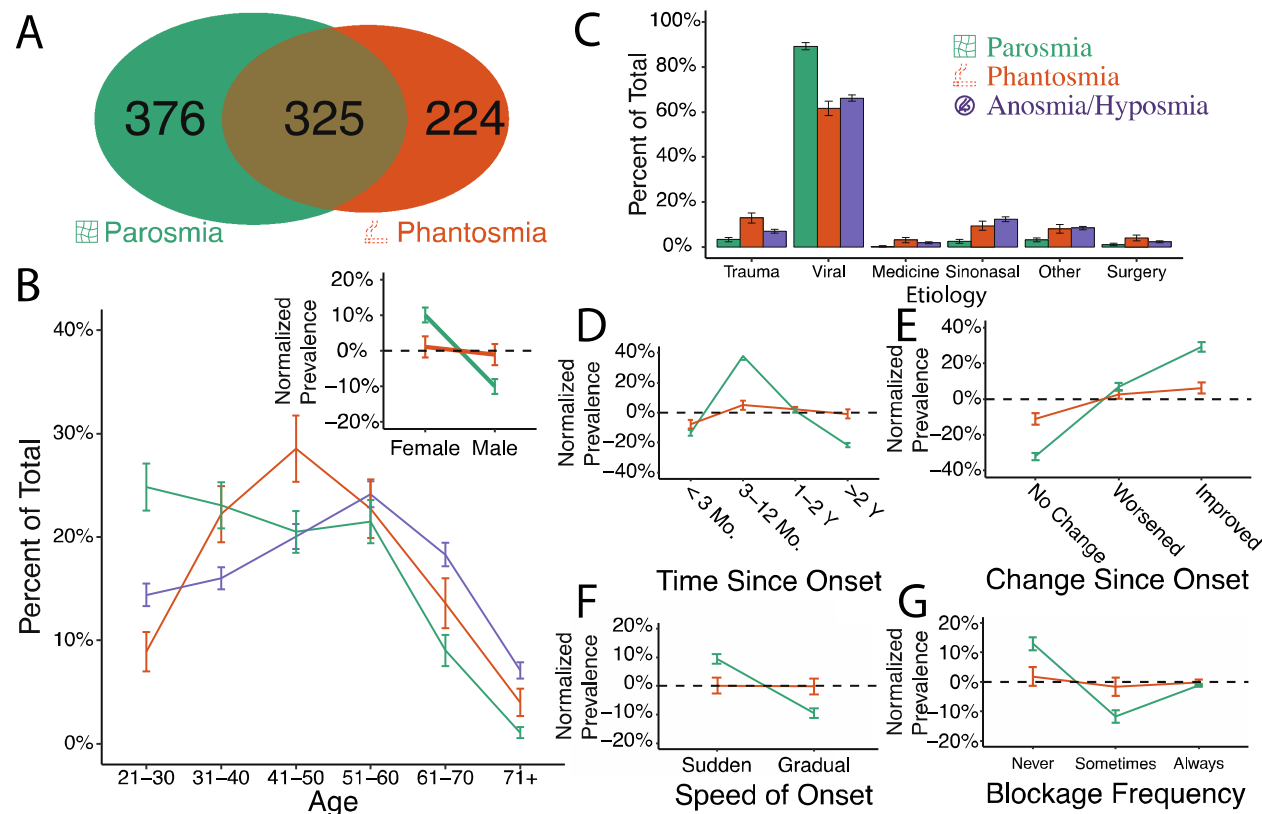 A
376
325
224
Parosmia
Phantosmia
B
Percent of Total
40%
30%
20%
10%
0%
21–30
31–40
41–50
51–60
61–70
71+
Age
Normalized
Prevalence
20%
10%
0%
−10%
−20%
Female
Male
C
Percent of Total
100%
80%
60%
40%
20%
0%
Trauma
Viral
Medicine
Sinonasal
Other
Surgery
Etiology
Parosmia
Phantosmia
Anosmia/Hyposmia
D
Normalized
Prevalence
40%
20%
0%
−20%
−40%
<3 Mo.
3–12 Mo.
1–2 Y
>2 Y
Time Since Onset
E
Normalized
Prevalence
40%
20%
0%
−20%
−40%
No Change
Worsened
Improved
Change Since Onset
F
Normalized
Prevalence
20%
10%
0%
−10%
−20%
Sudden
Gradual
Speed of Onset
G
Normalized
Prevalence
20%
10%
0%
−10%
−20%
Never
Sometimes
Always
Blockage Frequency